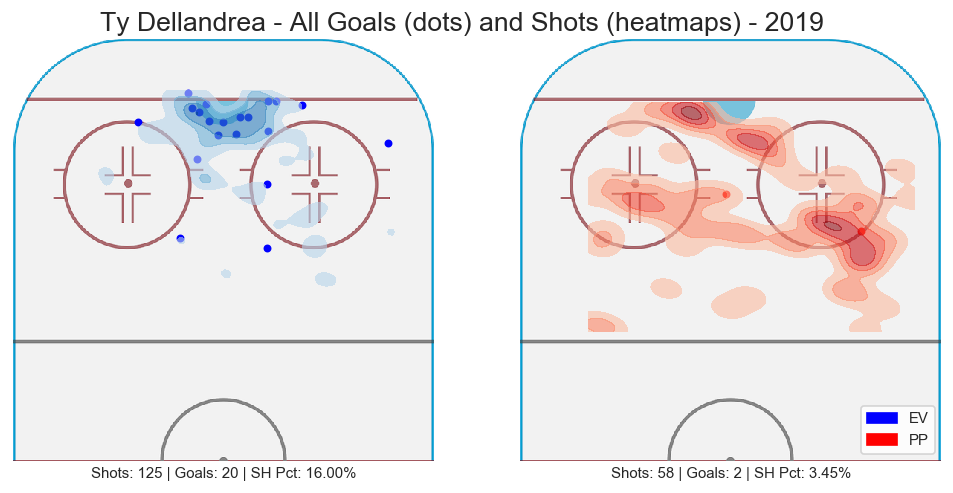 Ty Dellandrea - All Goals (dots) and Shots (heatmaps) - 2019
EV
PP
Shots: 125 | Goals: 20 | SH Pct: 16.00%
Shots: 58 | Goals: 2 | SH Pct: 3.45%